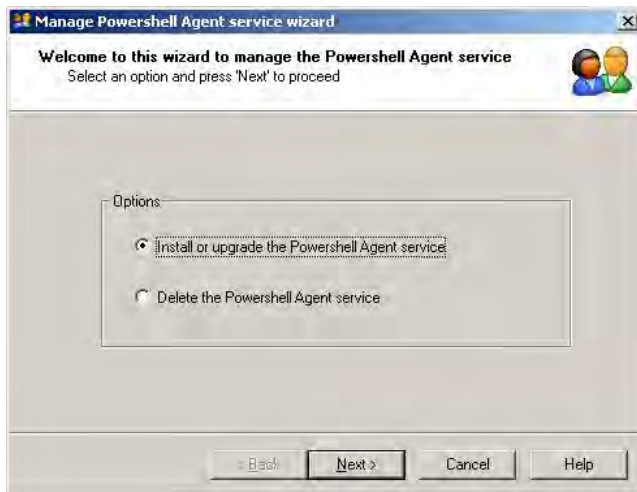 Manage Powershell Agent service wizard
Welcome to this wizard to manage the Powershell Agent service
Select an option and press 'Next' to proceed
Options
Install or upgrade the Powershell Agent service
Delete the Powershell Agent service
< Back
Next >
Cancel
Help